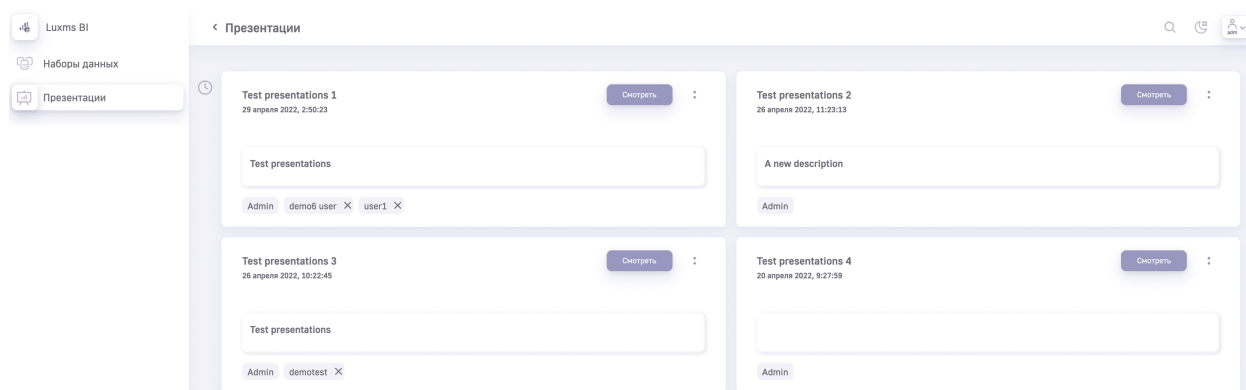 Luxms BI
Презентации
adm
Наборы данных
Презентации
Test presentations 1
Смотреть
29 апреля 2022, 2:50:23
Test presentations
Admin demo6 user user1
Test presentations 2
Смотреть
26 апреля 2022, 11:23:13
A new description
Admin
Test presentations 3
Смотреть
26 апреля 2022, 10:22:45
Test presentations
Admin demotest
Test presentations 4
Смотреть
20 апреля 2022, 9:27:59
Admin